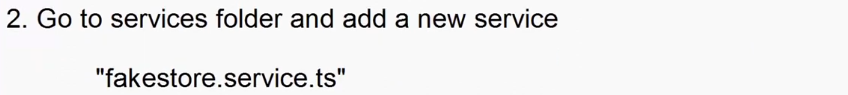 2. Go to services folder and add a new service
"fakestore.service.ts"